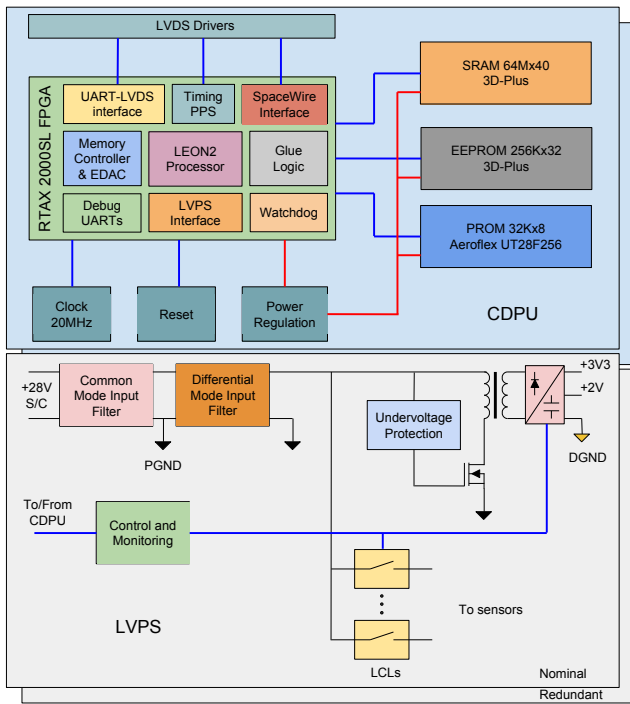 LVDS Drivers
RTAX 2000SL FPGA
UART-LVDS
interface
Timing
PPS
SpaceWire
Interface
Memory
Controller
& EDAC
LEON2
Processor
Glue
Logic
Debug
UARTs
LVPS
Interface
Watchdog
SRAM 64Mx40
3D-Plus
EEPROM 256Kx32
3D-Plus
PROM 32Kx8
Aeroflex UT28F256
Clock
20MHz
Reset
Power
Regulation
CDPU
+28V
S/C
Common
Mode Input
Filter
Differential
Mode Input
Filter
PGND
Undervoltage
Protection
+3V3
+2V
DGND
To/From
CDPU
Control and
Monitoring
To sensors
LCLs
LVPS
Nominal
Redundant